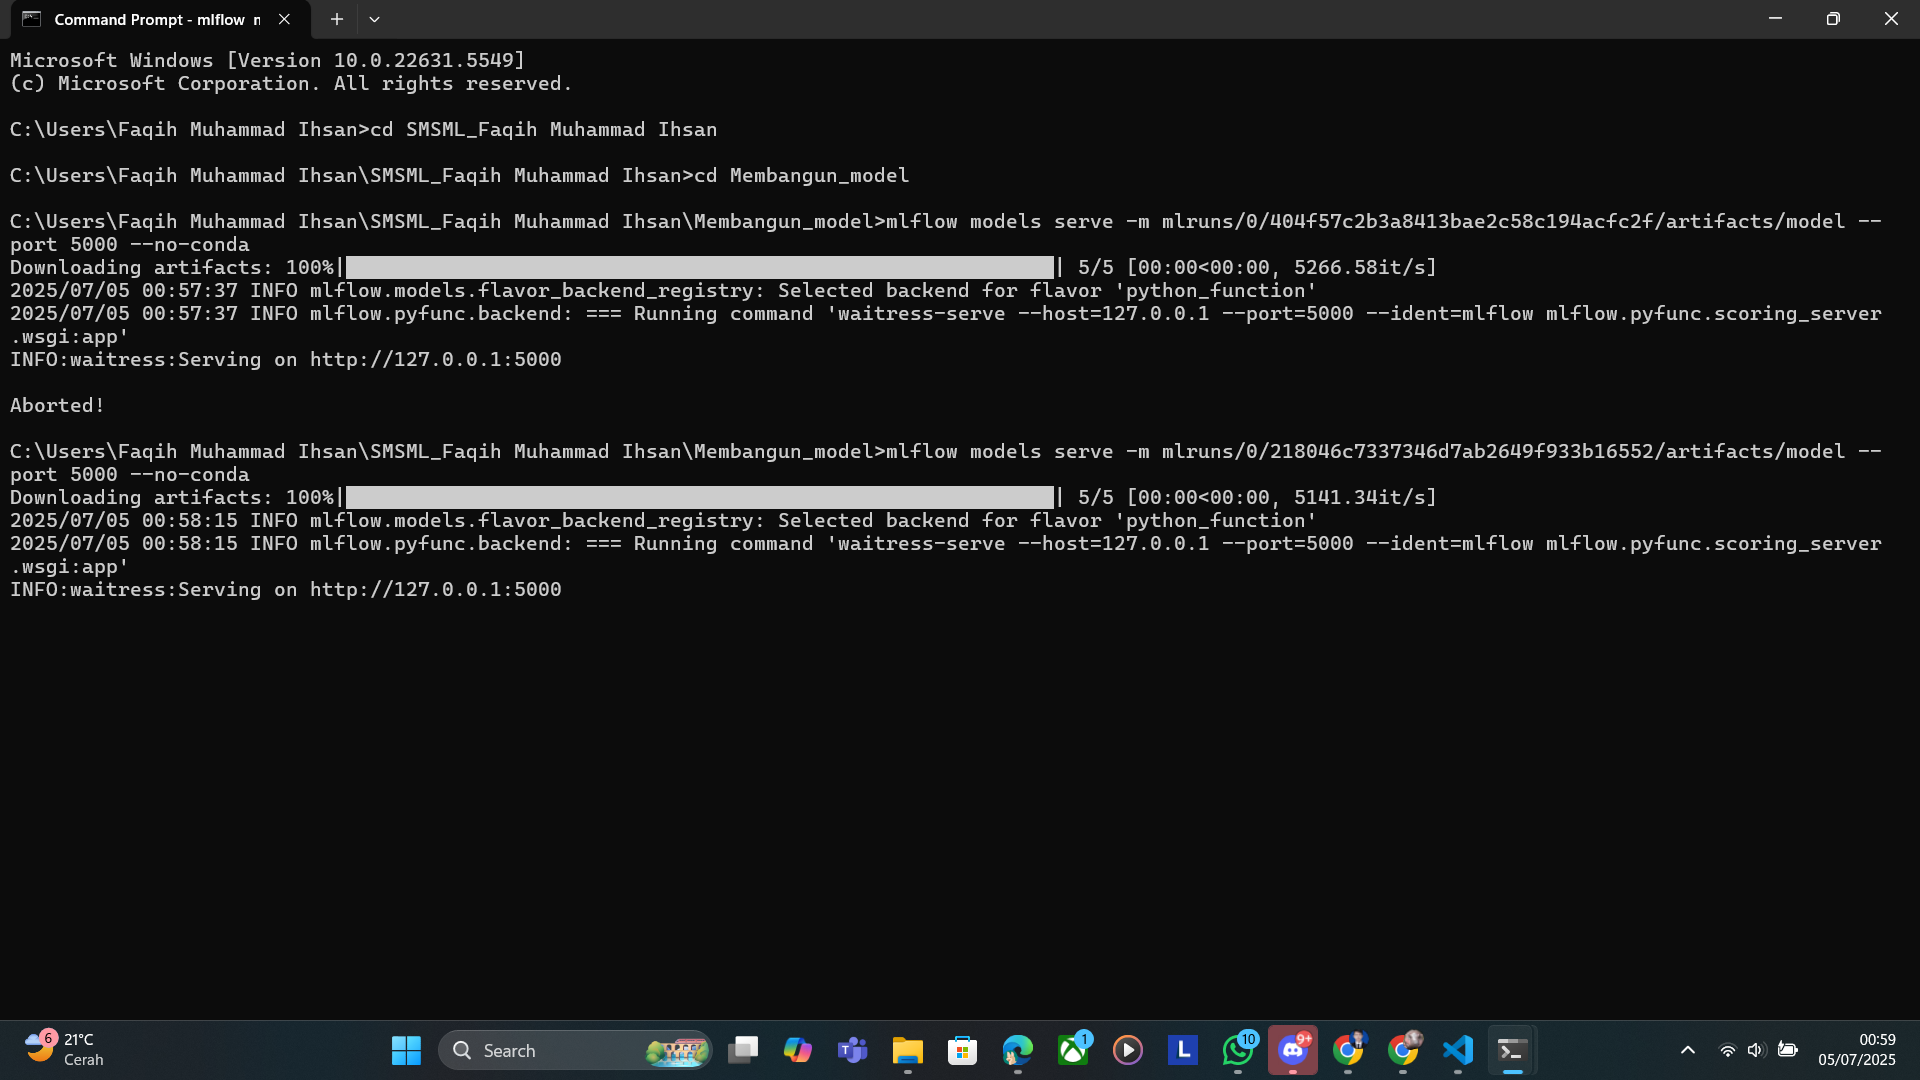 Command Prompt - mlflow n
Microsoft Windows [Version 10.0.22631.5549]
(c) Microsoft Corporation. All rights reserved.
C:\Users\Faqih Muhammad Ihsan>cd SMSML_Faqih Muhammad Ihsan
C:\Users\Faqih Muhammad Ihsan\SMSML_Faqih Muhammad Ihsan>cd Membangun_model
C:\Users\Faqih Muhammad Ihsan\SMSML_Faqih Muhammad Ihsan\Membangun_model>mlflow models serve -m mlruns/0/404f57c2b3a8413bae2c58c194acfc2f/artifacts/model --
port 5000 --no-conda
Downloading artifacts: 100%|          | 5/5 [00:00<00:00, 5266.58it/s]
2025/07/05 00:57:37 INFO mlflow.models.flavor_backend_registry: Selected backend for flavor 'python_function'
2025/07/05 00:57:37 INFO mlflow.pyfunc.backend: === Running command 'waitress-serve --host=127.0.0.1 --port=5000 --ident=mlflow mlflow.pyfunc.scoring_server
.wsgi:app'
INFO:waitress:Serving on http://127.0.0.1:5000
Aborted!
C:\Users\Faqih Muhammad Ihsan\SMSML_Faqih Muhammad Ihsan\Membangun_model>mlflow models serve -m mlruns/0/218046c7337346d7ab2649f933b16552/artifacts/model --
port 5000 --no-conda
Downloading artifacts: 100%|          | 5/5 [00:00<00:00, 5141.34it/s]
2025/07/05 00:58:15 INFO mlflow.models.flavor_backend_registry: Selected backend for flavor 'python_function'
2025/07/05 00:58:15 INFO mlflow.pyfunc.backend: === Running command 'waitress-serve --host=127.0.0.1 --port=5000 --ident=mlflow mlflow.pyfunc.scoring_server
.wsgi:app'
INFO:waitress:Serving on http://127.0.0.1:5000
6
21°C
Cerah
Search
T
1
L
10
9+
00:59
05/07/2025